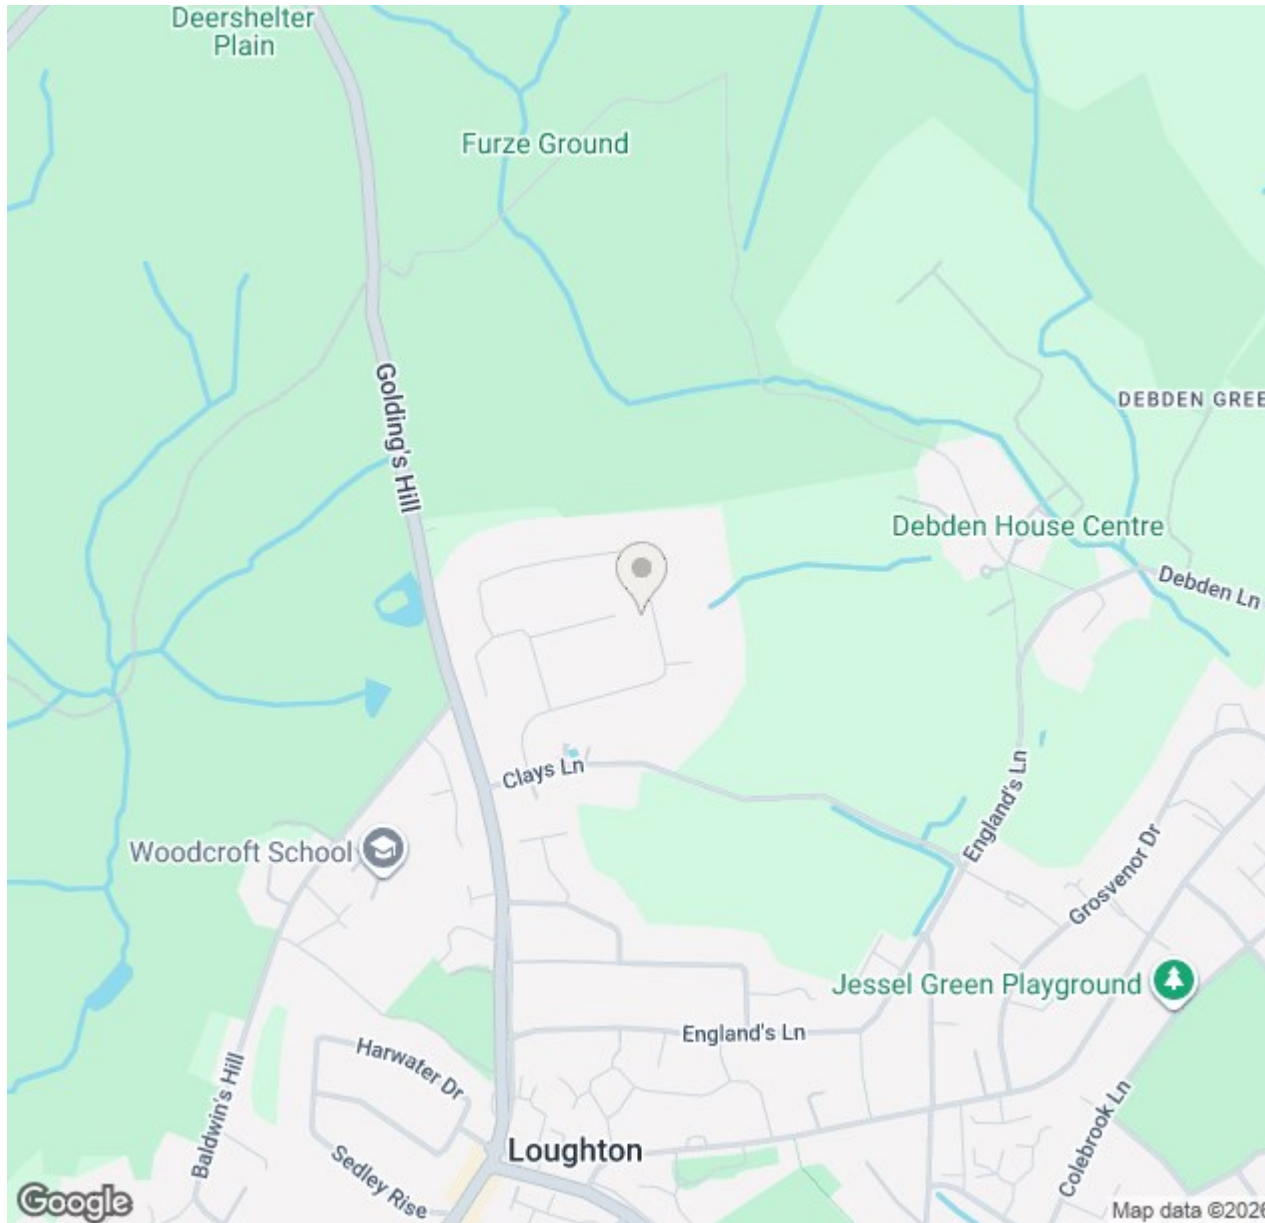 Deershelter
Plain
Furze Ground
Golding's Hill
DEBDEN GREE
Debden House Centre
Debden Ln
Clays Ln
England's Ln
Woodcroft School
Grosvenor Dr
Jessel Green Playground
England's Ln
Harwater Dr
Baldwin's Hill
Loughton
Sedley Rise
Colebrook Ln
Google
Map data ©2026